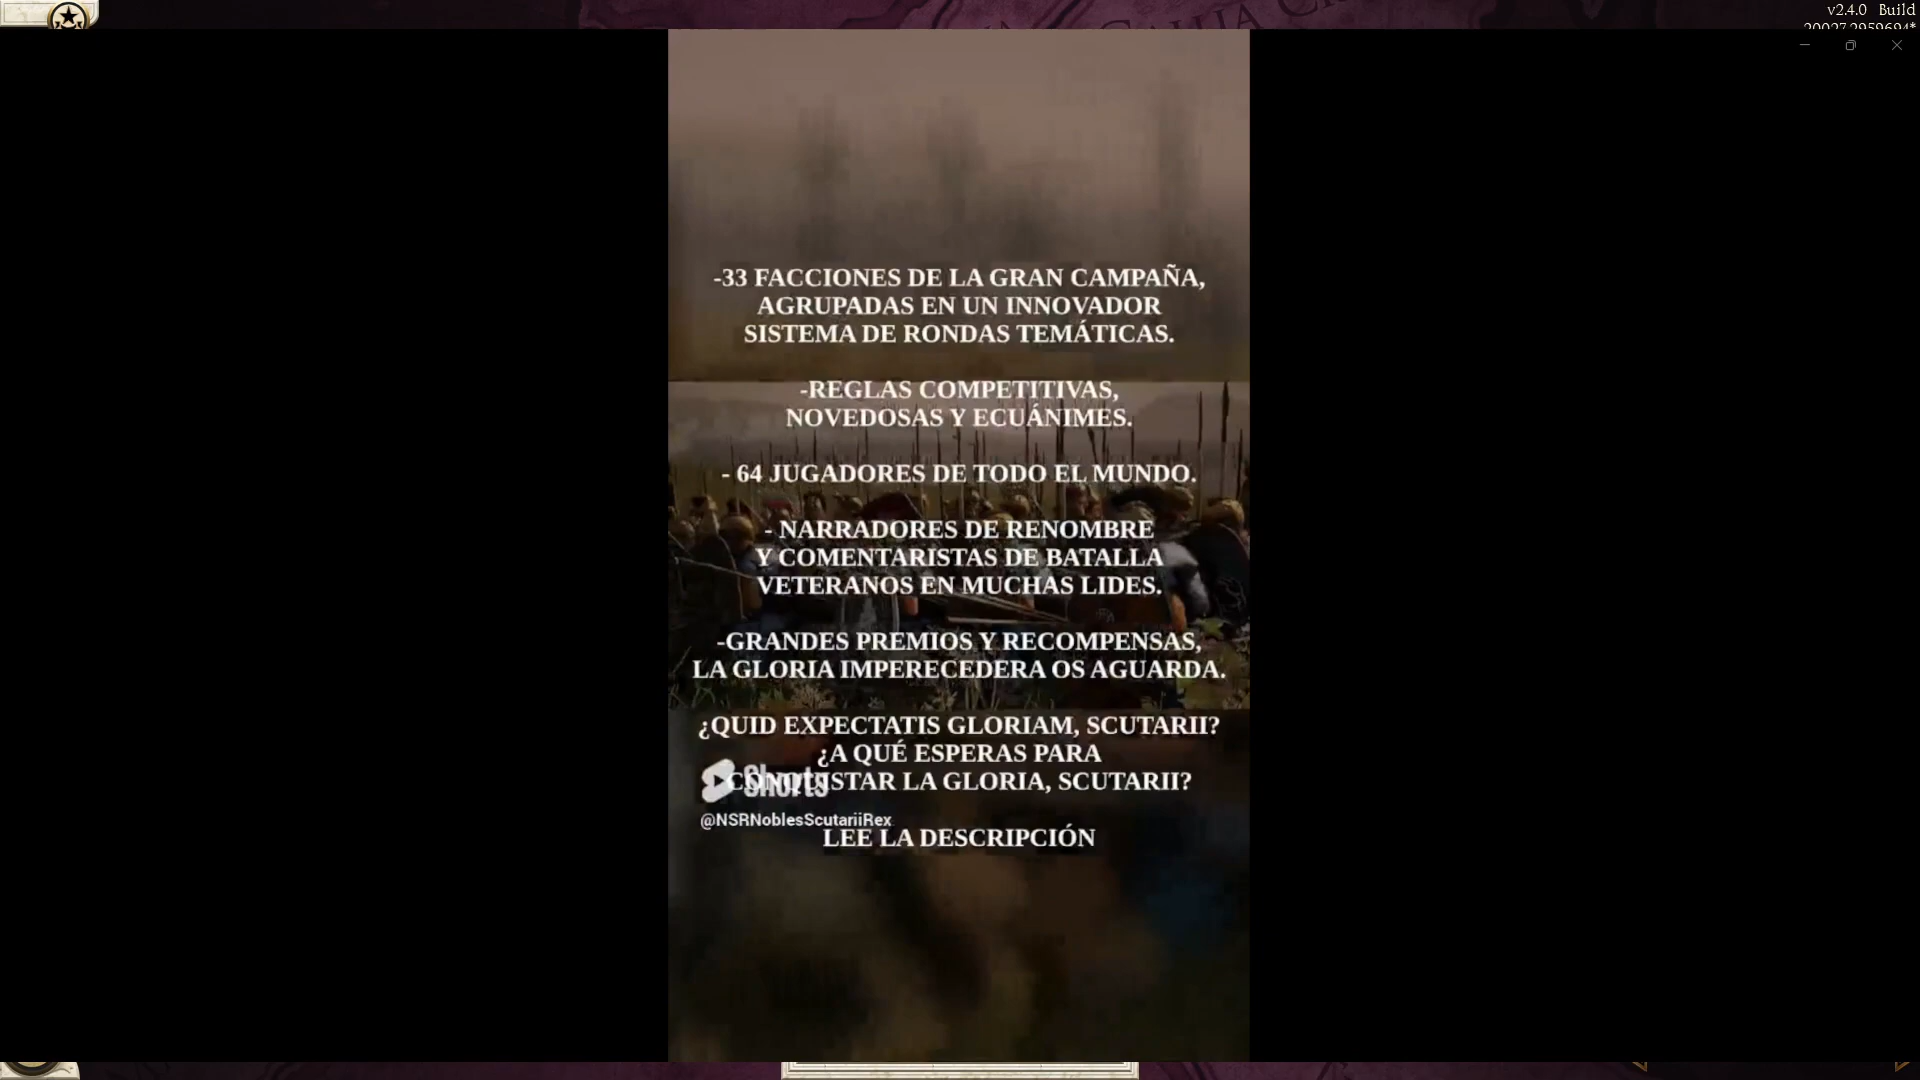 v2.4.0 Build
20027.2959694*
-33 FACCIONES DE LA GRAN CAMPAÑA,
AGRUPADAS EN UN INNOVADOR
SISTEMA DE RONDAS TEMÁTICAS.
-REGLAS COMPETITIVAS,
NOVEDOSAS Y ECUÁNIMES.
- 64 JUGADORES DE TODO EL MUNDO.
- NARRADORES DE RENOMBRE
Y COMENTARISTAS DE BATALLA
VETERANOS EN MUCHAS LIDES.
-GRANDES PREMIOS Y RECOMPENSAS,
LA GLORIA IMPERECEDERA OS AGUARDA.
¿QUID EXPECTATIS GLORIAM, SCUTARII?
¿A QUÉ ESPERAS PARA
CONQUISTAR LA GLORIA, SCUTARII?
Shorts
@NSRNoblesScutariiRex
LEE LA DESCRIPCIÓN